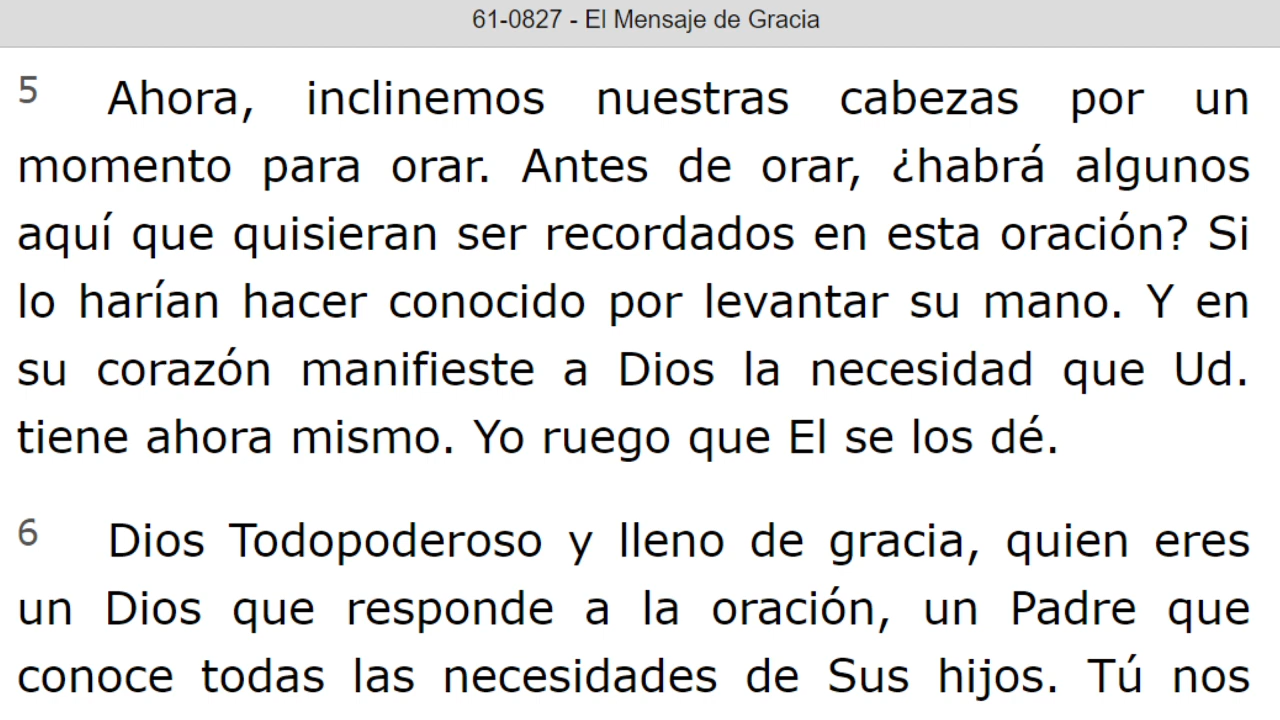 61-0827 - El Mensaje de Gracia
5 Ahora, inclinemos nuestras cabezas por un
momento para orar. Antes de orar, ¿habrá algunos
aquí que quisieran ser recordados en esta oración? Si
lo harían hacer conocido por levantar su mano. Y en
su corazón manifieste a Dios la necesidad que Ud.
tiene ahora mismo. Yo ruego que El se los dé.
6 Dios Todopoderoso y lleno de gracia, quien eres
un Dios que responde a la oración, un Padre que
conoce todas las necesidades de Sus hijos. Tú nos